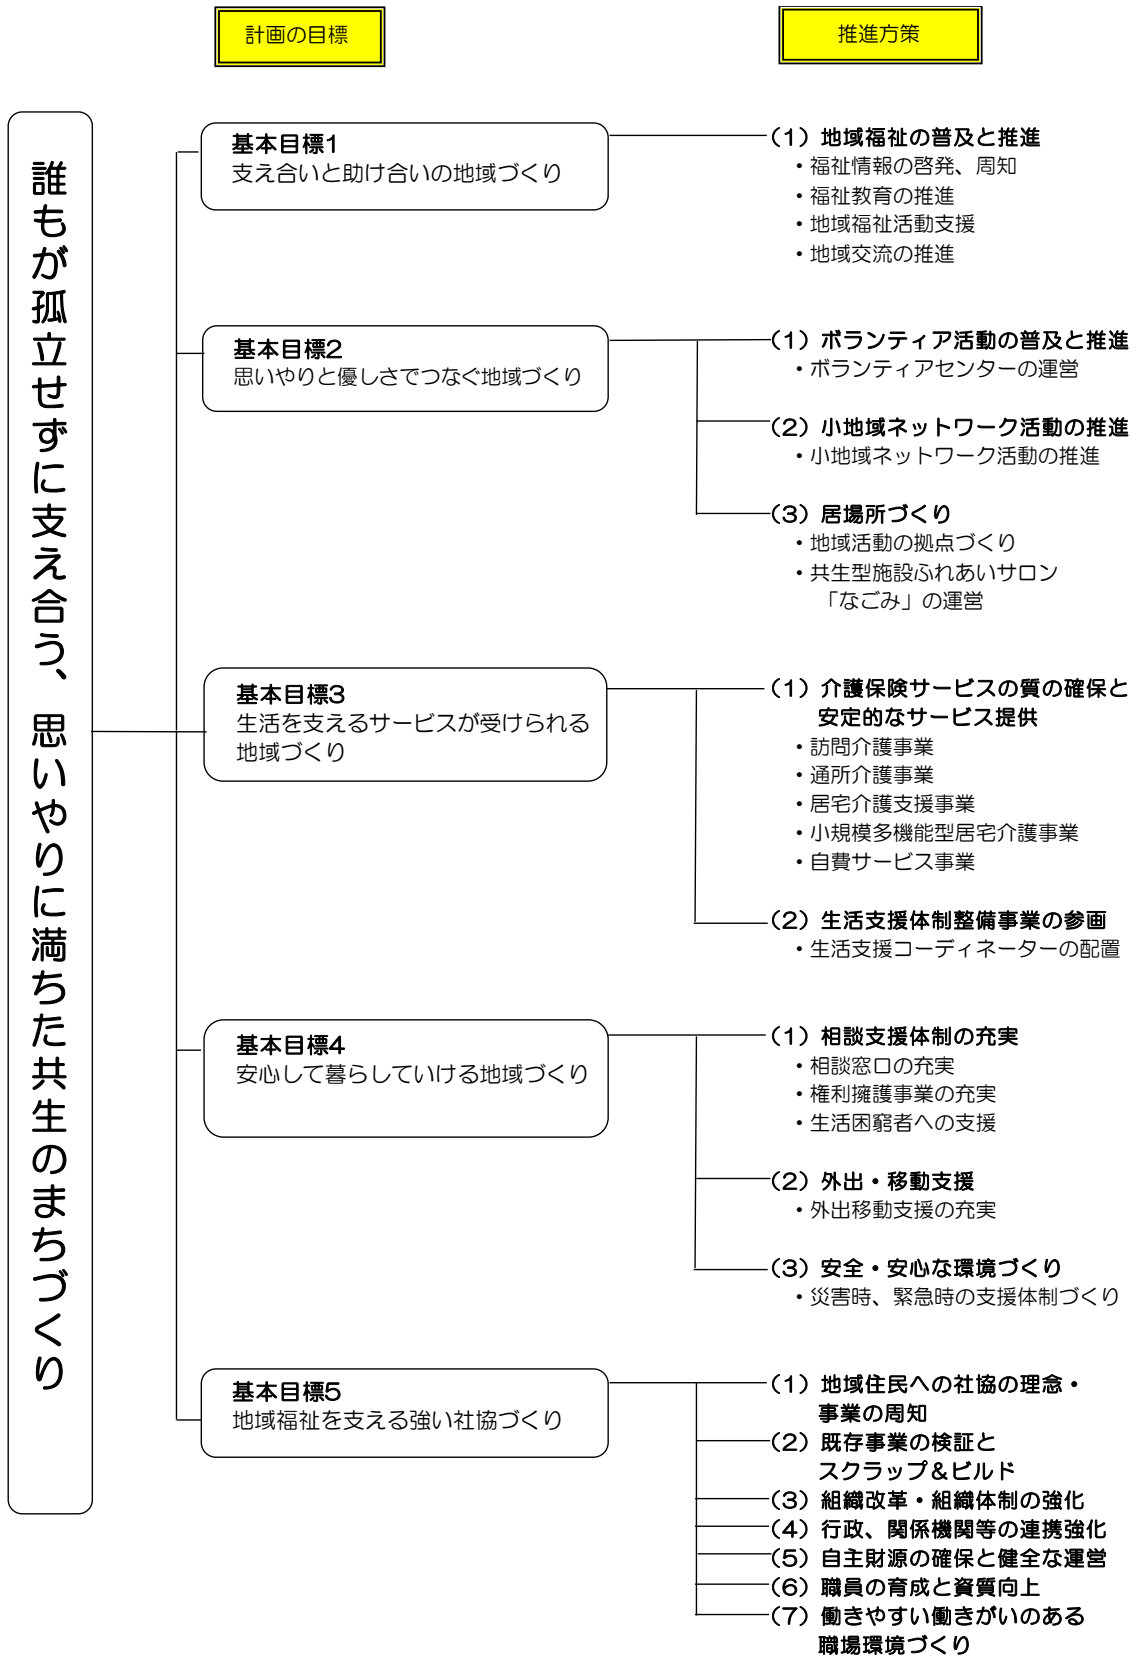 計画の目標
推進方策
誰もが孤立せずに支え合う、思いやりに満ちた共生のまちづくり
基本目標1
支え合いと助け合いの地域づくり
（1）地域福祉の普及と推進
・福祉情報の啓発、周知
・福祉教育の推進
・地域福祉活動支援
・地域交流の推進
基本目標2
思いやりと優しさでつなぐ地域づくり
（1）ボランティア活動の普及と推進
・ボランティアセンターの運営
（2）小地域ネットワーク活動の推進
・小地域ネットワーク活動の推進
（3）居場所づくり
・地域活動の拠点づくり
・共生型施設ふれあいサロン
「なごみ」の運営
基本目標3
生活を支えるサービスが受けられる
地域づくり
（1）介護保険サービスの質の確保と
安定的なサービス提供
・訪問介護事業
・通所介護事業
・居宅介護支援事業
・小規模多機能型居宅介護事業
・自費サービス事業
（2）生活支援体制整備事業の参画
・生活支援コーディネーターの配置
基本目標4
安心して暮らしていける地域づくり
（1）相談支援体制の充実
・相談窓口の充実
・権利擁護事業の充実
・生活困窮者への支援
（2）外出・移動支援
・外出移動支援の充実
（3）安全・安心な環境づくり
・災害時、緊急時の支援体制づくり
基本目標5
地域福祉を支える強い社協づくり
（1）地域住民への社協の理念・
事業の周知
（2）既存事業の検証と
スクラップ＆ビルド
（3）組織改革・組織体制の強化
（4）行政、関係機関等の連携強化
（5）自主財源の確保と健全な運営
（6）職員の育成と資質向上
（7）働きやすい働きがいのある
職場環境づくり